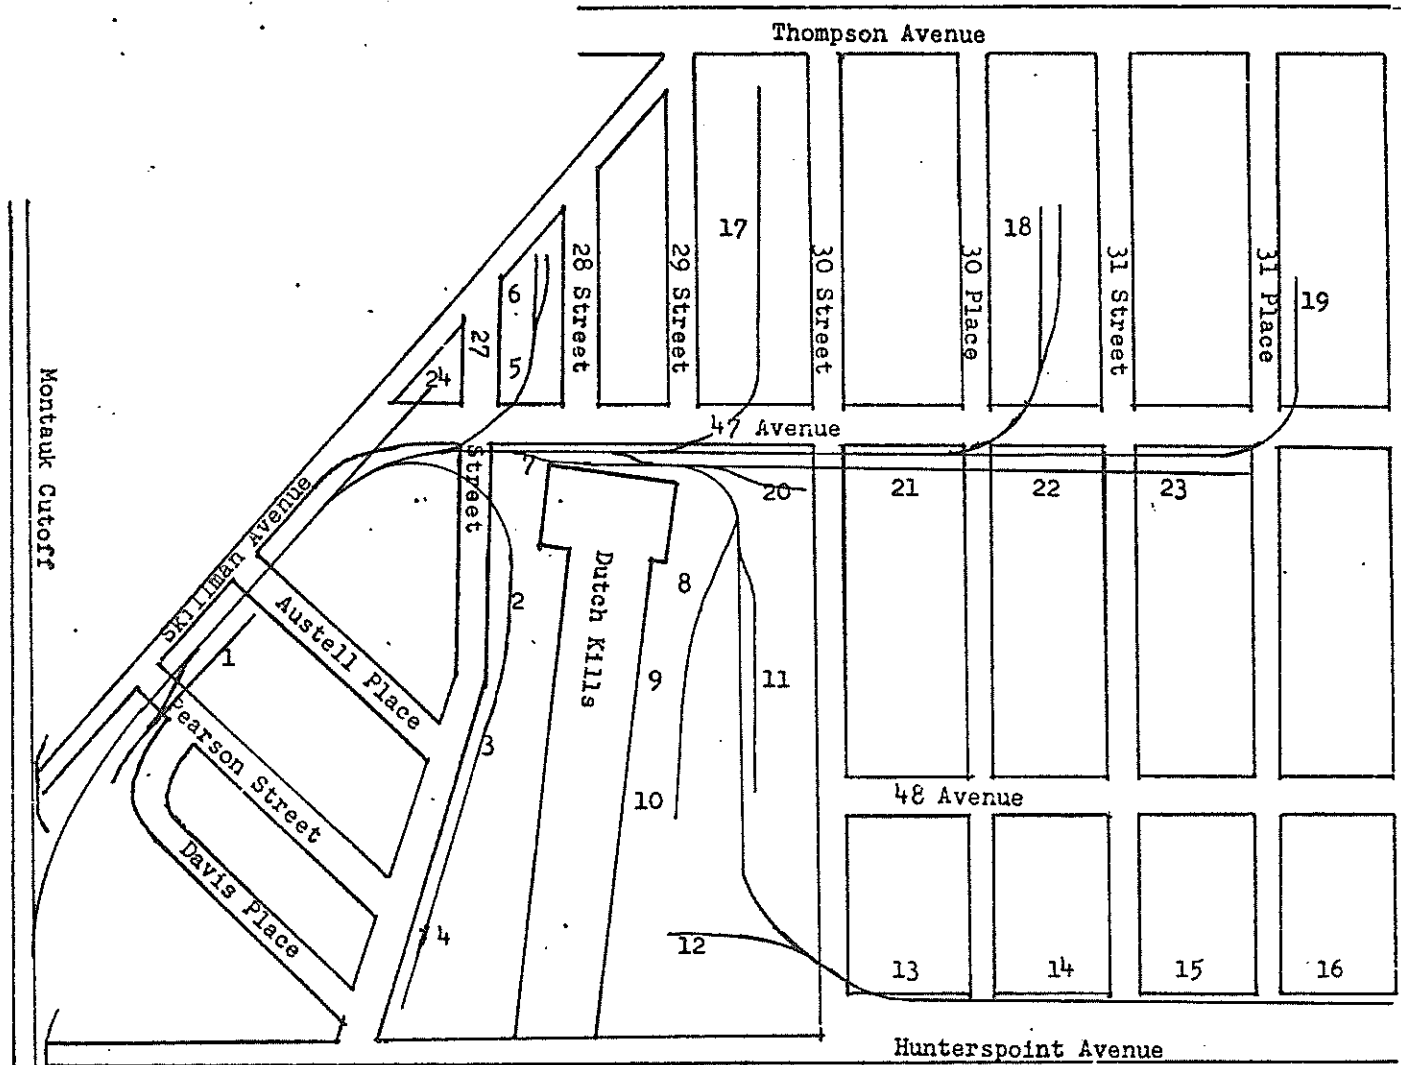 Thompson Avenue
17
18
19
28 Street
29 Street
30 Street
30 Place
31 Street
31 Place
6
5
27
Street
24
47 Avenue
Montauk Cutoff
Skillman Avenue
7
20
21
22
23
Dutch Kills
8
2
Austell Place
1
9
11
3
Pearson Street
10
48 Avenue
Davis Place
4
12
13
14
15
16
Hunterspoint Avenue